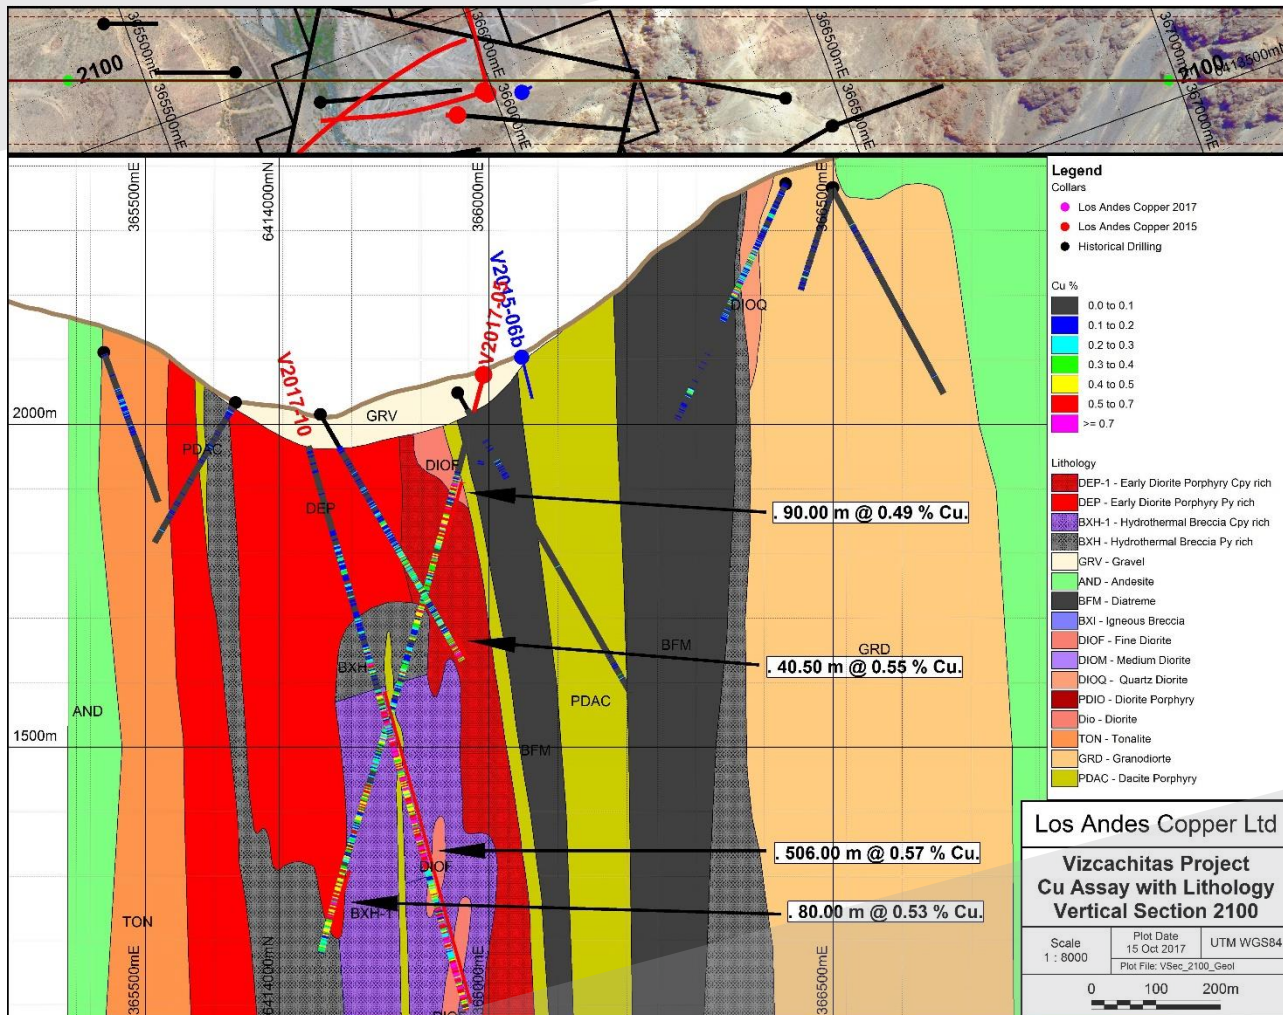 2100
365500mE
366000mE
366500mE
367000mE
6413500mN
2100
365500mE
6414000mN
366000mE
366500mE
V2015-06b
V2017-05
V2017-10
2000m
GRV
DIOQ
PDAC
DIOF
DEP
. 90.00 m @ 0.49 % Cu.
BXH
BFM
GRD
. 40.50 m @ 0.55 % Cu.
PDAC
AND
1500m
BFM
. 506.00 m @ 0.57 % Cu.
DIOF
BXH-1
. 80.00 m @ 0.53 % Cu.
TON
365500mE
6414000mN
366000mE
366500mE
Legend
Collars
Los Andes Copper 2017
Los Andes Copper 2015
Historical Drilling
Cu %
0.0 to 0.1
0.1 to 0.2
0.2 to 0.3
0.3 to 0.4
0.4 to 0.5
0.5 to 0.7
>= 0.7
Lithology
DEP-1 - Early Diorite Porphyry Cpy rich
DEP - Early Diorite Porphyry Py rich
BXH-1 - Hydrothermal Breccia Cpy rich
BXH - Hydrothermal Breccia Py rich
GRV - Gravel
AND - Andesite
BFM - Diatreme
BXI - Igneous Breccia
DIOF - Fine Diorite
DIOM - Medium Diorite
DIOQ - Quartz Diorite
PDIO - Diorite Porphyry
Dio - Diorite
TON - Tonalite
GRD - Granodiorte
PDAC - Dacite Porphyry
Los Andes Copper Ltd
Vizcachitas Project
Cu Assay with Lithology
Vertical Section 2100
Scale
1 : 8000
Plot Date
15 Oct 2017
UTM WGS84
Plot File: VSec_2100_Geol
0 100 200m